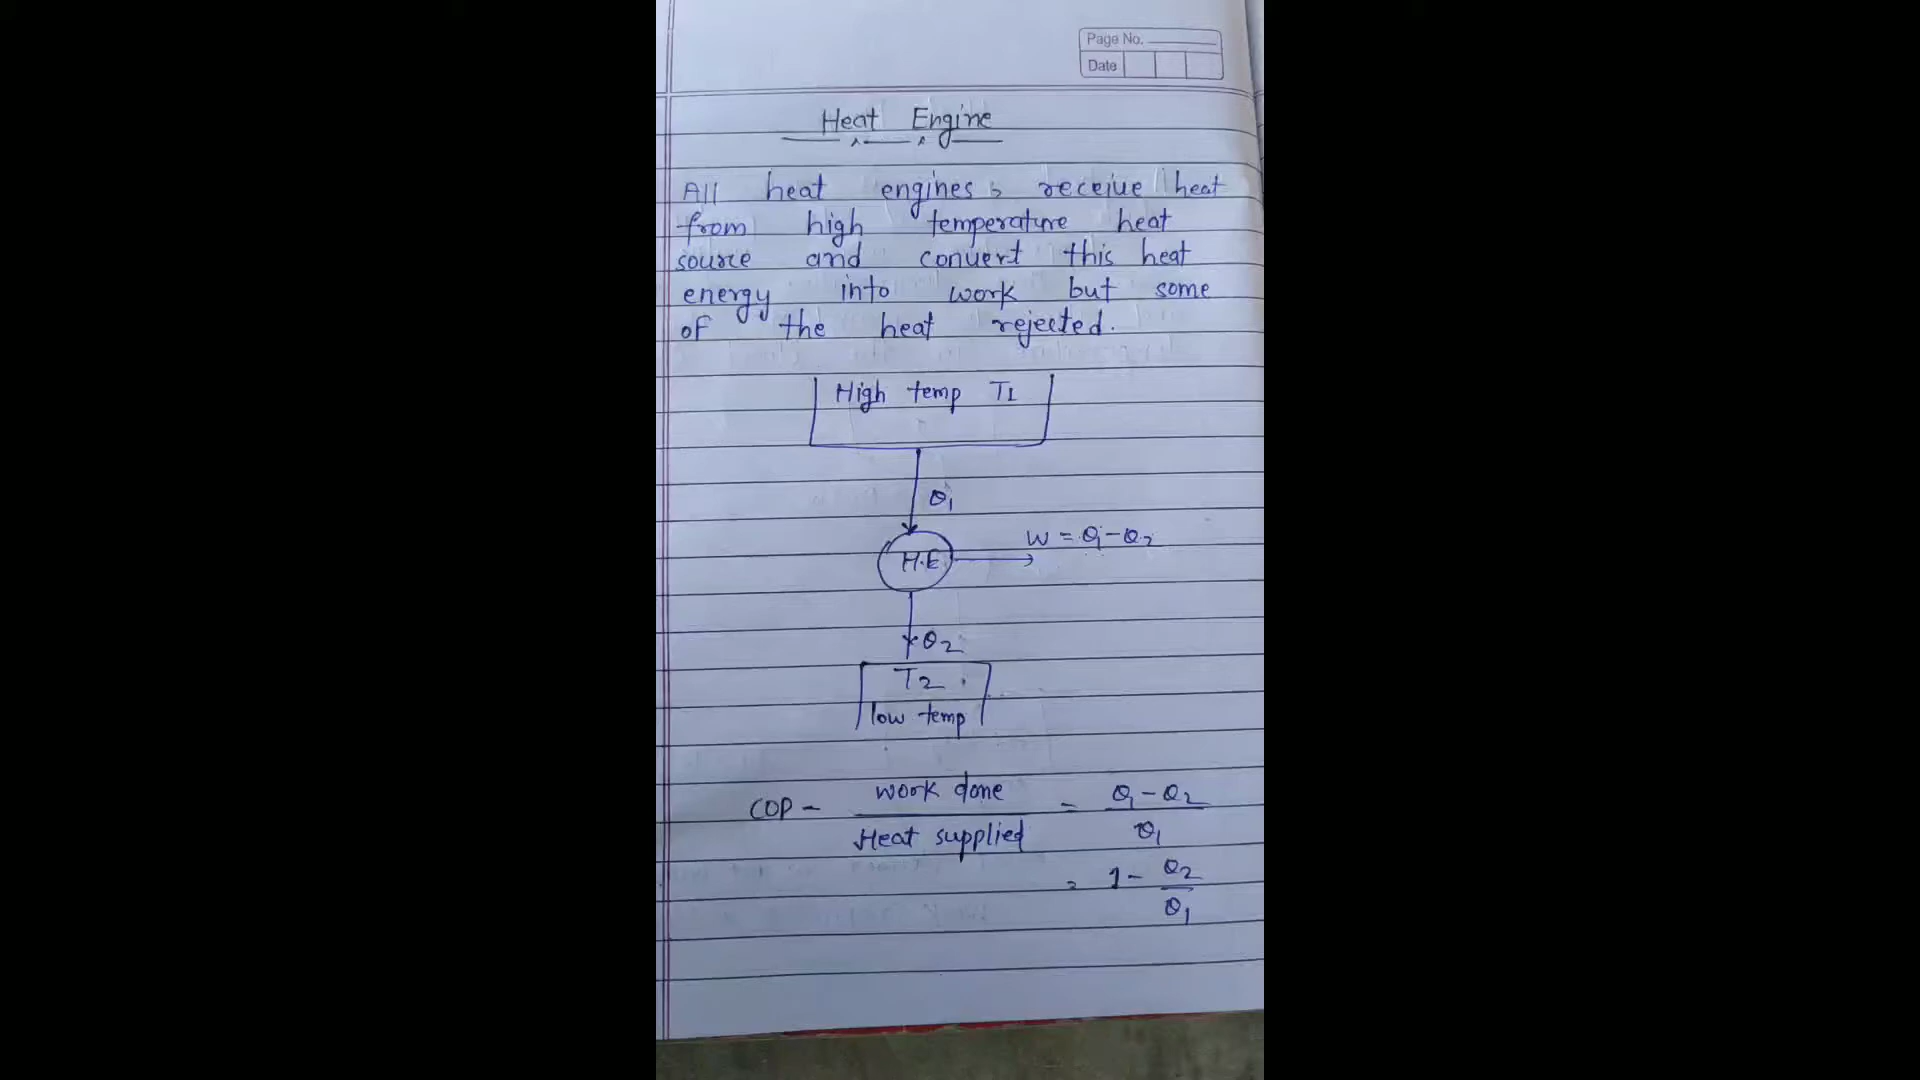 Page No.
Date
Heat Engine
All heat engines, receive heat
from high temperature heat
source and convert this heat
energy into work but some
of the heat rejected.
High temp T1
Q1
H.E
W = Q1 - Q2
Q2
T2
low temp
COP - work done / Heat supplied = Q1 - Q2 / Q1
= 1 - Q2 / Q1